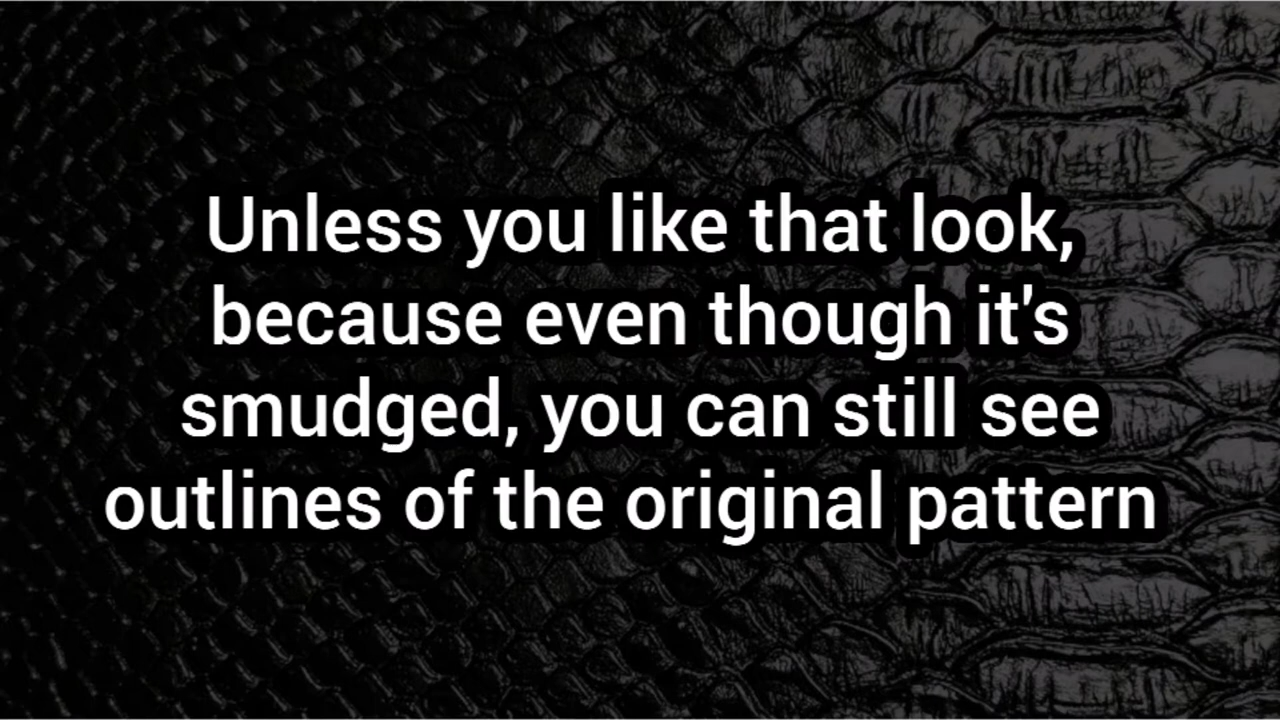 Unless you like that look,
because even though it's
smudged, you can still see
outlines of the original pattern